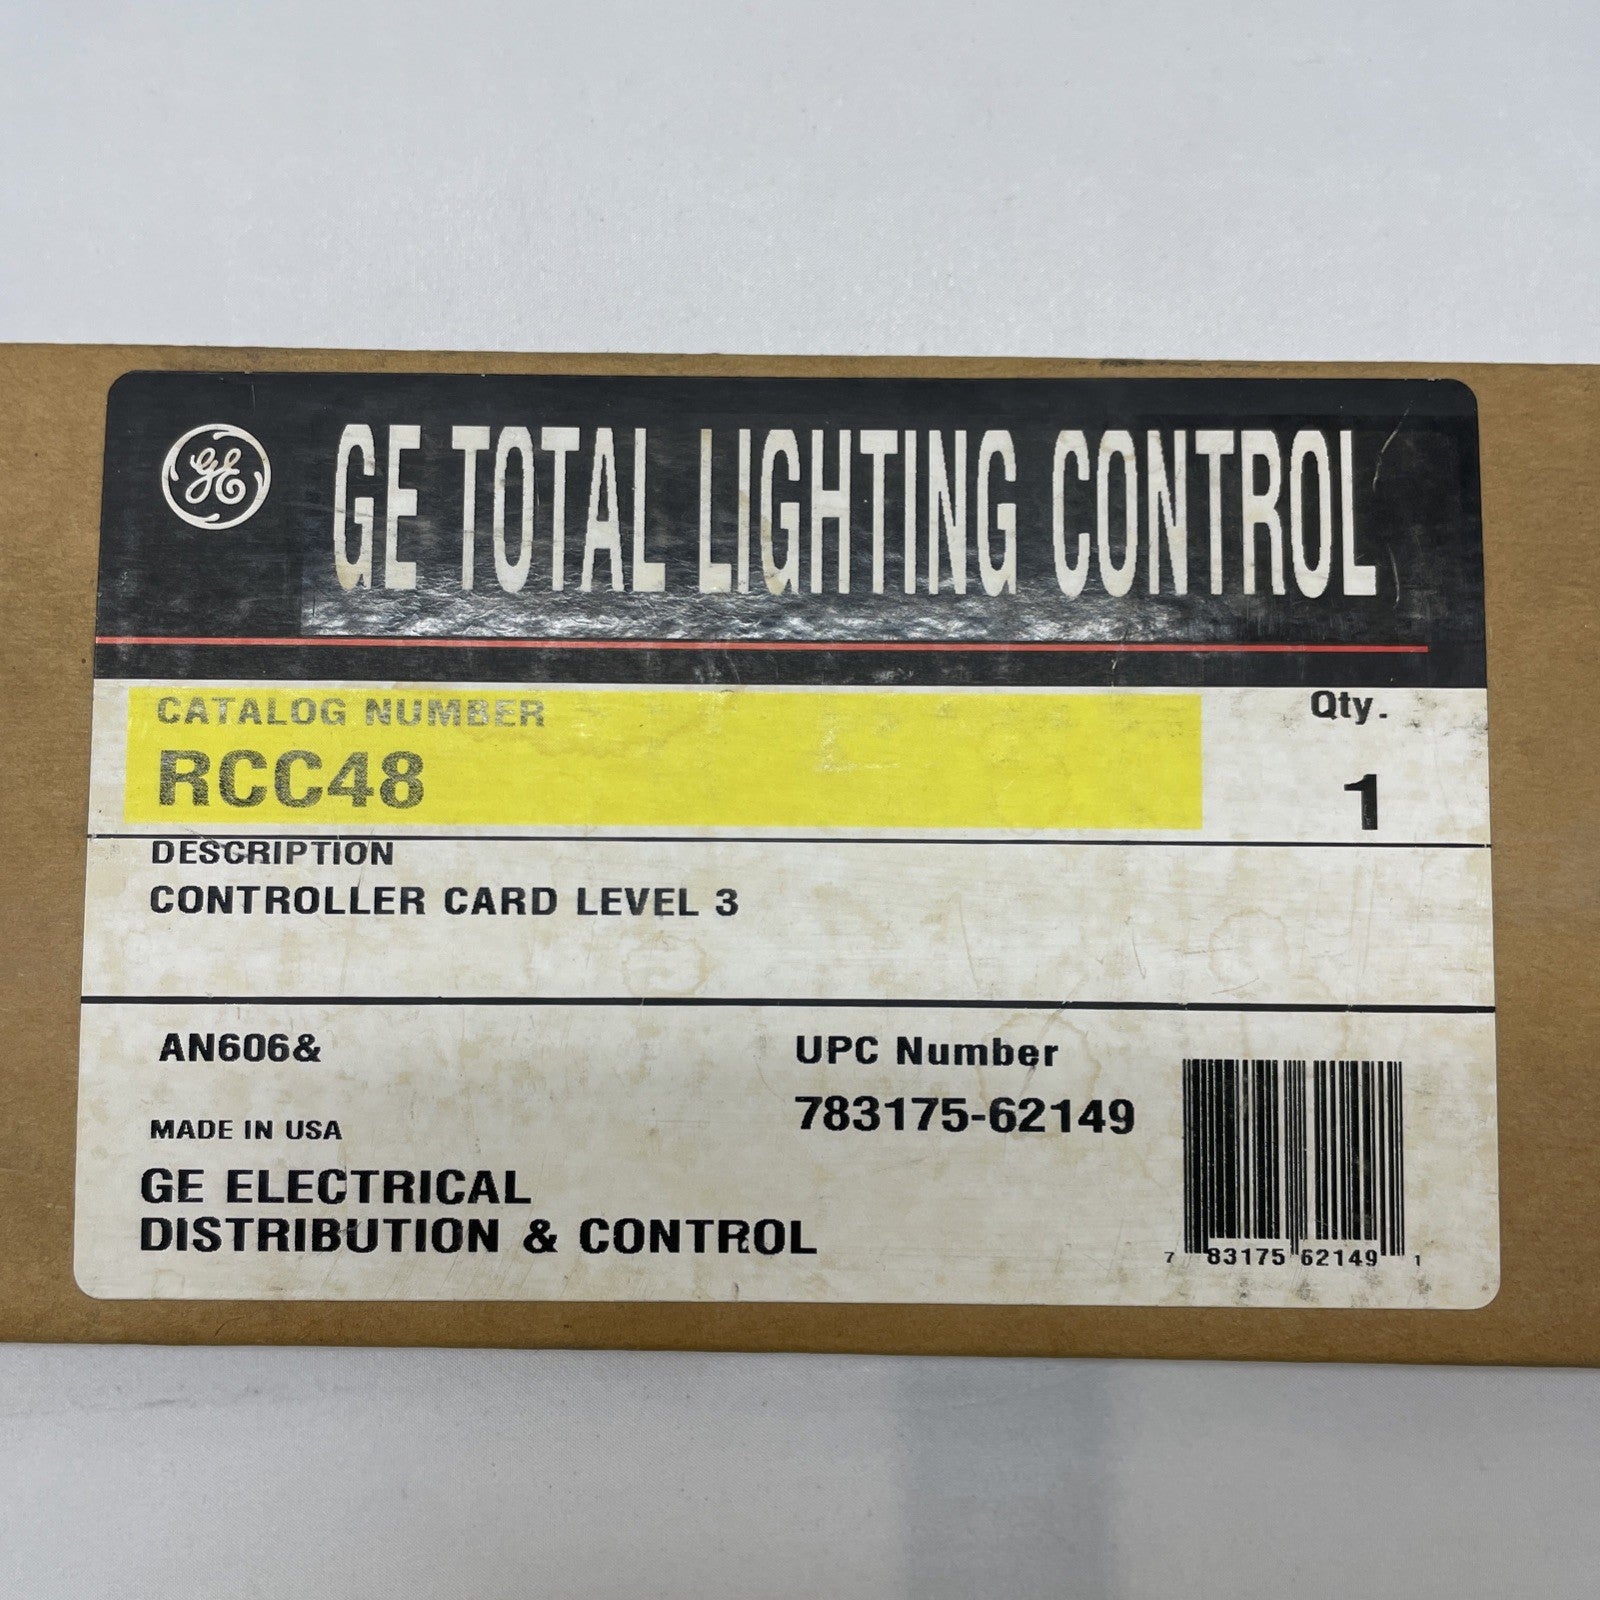 GE
GE TOTAL LIGHTING CONTROL
CATALOG NUMBER
RCC48
Qty.
1
DESCRIPTION
CONTROLLER CARD LEVEL 3
AN606&
MADE IN USA
GE ELECTRICAL
DISTRIBUTION & CONTROL
UPC Number
783175-62149
7 83175 62149 1